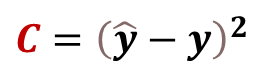 C = (ŷ − y)²